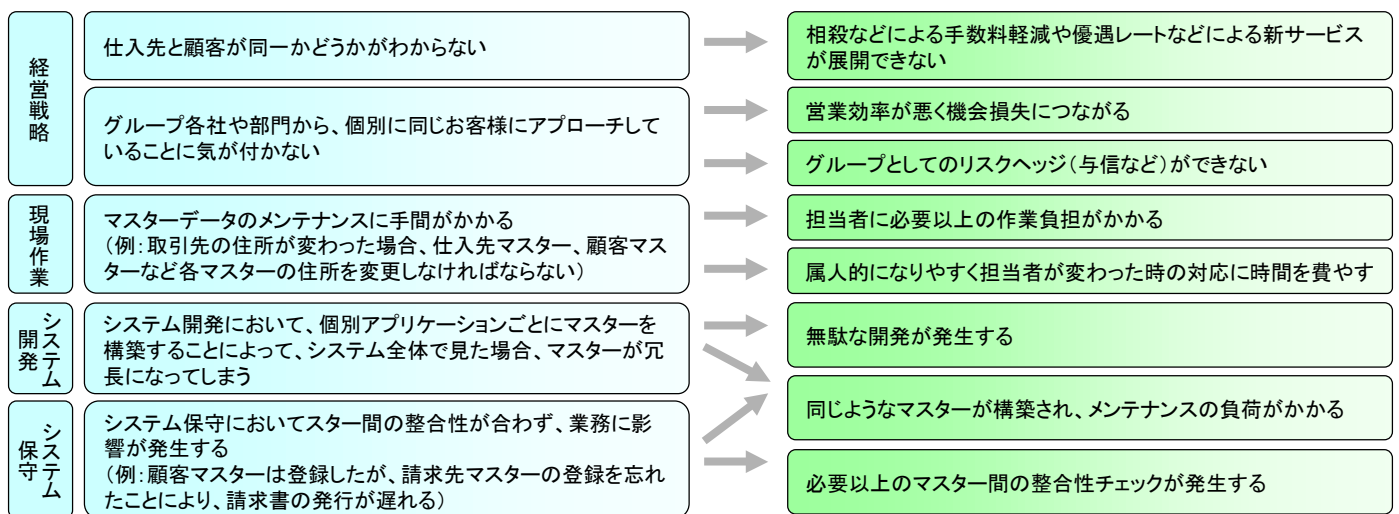 経営戦略
仕入先と顧客が同一かどうかがわからない
相殺などによる手数料軽減や優遇レートなどによる新サービス
が展開できない
グループ各社や部門から、個別に同じお客様にアプローチして
いることに気が付かない
営業効率が悪く機会損失につながる
グループとしてのリスクヘッジ(与信など)ができない
現場作業
マスターデータのメンテナンスに手間がかかる
(例:取引先の住所が変わった場合、仕入先マスター、顧客マス
ターなど各マスターの住所を変更しなければならない)
担当者に必要以上の作業負担がかかる
属人的になりやすく担当者が変わった時の対応に時間を費やす
システム
開発
システム開発において、個別アプリケーションごとにマスターを
構築することによって、システム全体で見た場合、マスターが冗
長になってしまう
無駄な開発が発生する
同じようなマスターが構築され、メンテナンスの負荷がかかる
システム
保守
システム保守においてスター間の整合性が合わず、業務に影
響が発生する
(例:顧客マスターは登録したが、請求先マスターの登録を忘れ
たことにより、請求書の発行が遅れる)
必要以上のマスター間の整合性チェックが発生する